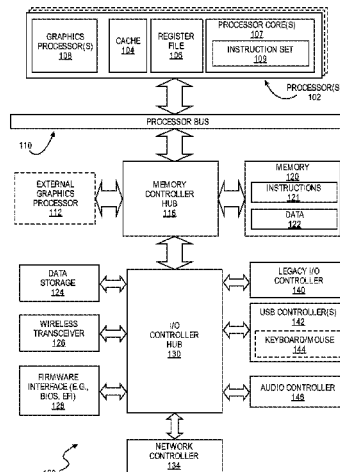 GRAPHICS PROCESSOR(S) 108
CACHE 104
REGISTER FILE 106
PROCESSOR CORE(S) 107
INSTRUCTION SET 109
PROCESSOR(S) 102
PROCESSOR BUS
110
EXTERNAL GRAPHICS PROCESSOR 112
MEMORY CONTROLLER HUB 116
MEMORY 120
INSTRUCTIONS 121
DATA 122
DATA STORAGE 124
WIRELESS TRANSCEIVER 126
FIRMWARE INTERFACE (E.G., BIOS, EFI) 128
I/O CONTROLLER HUB 130
LEGACY I/O CONTROLLER 140
USB CONTROLLER(S) 142
KEYBOARD/MOUSE 144
AUDIO CONTROLLER 146
NETWORK CONTROLLER 134